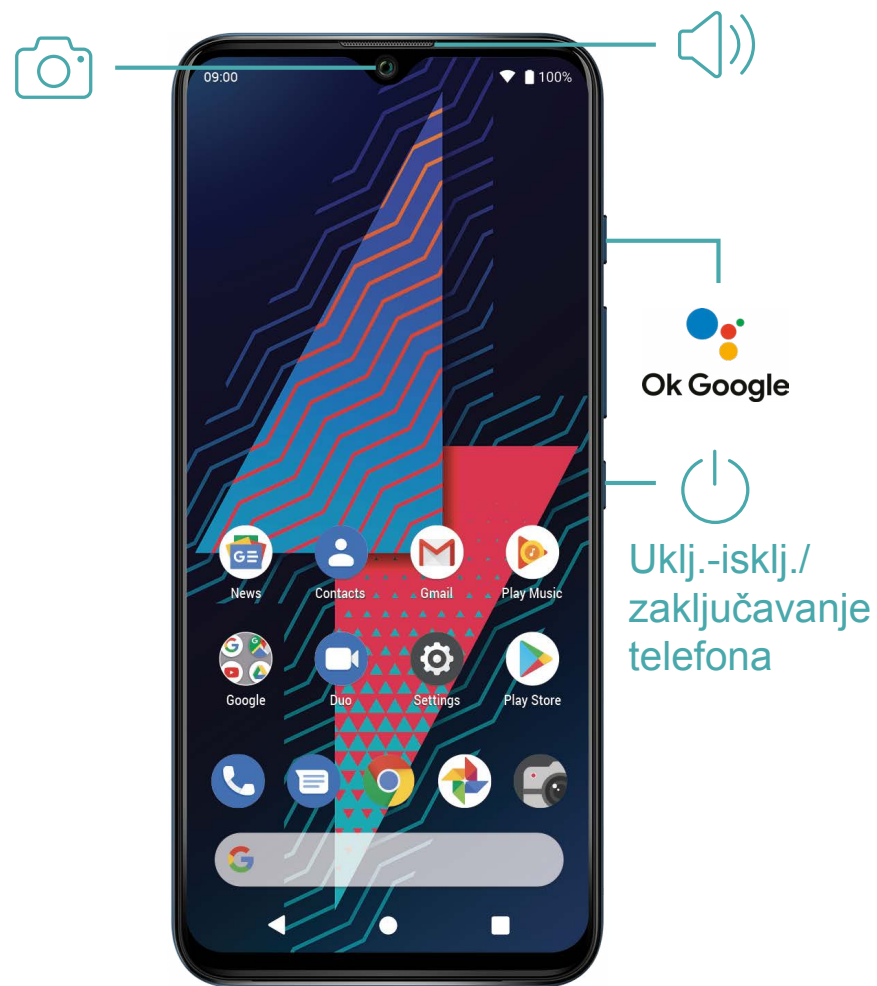 09:00
100%
Ok Google
Uklj.-isklj./
zaključavanje
telefona
GE
News
Contacts
Gmail
Play Music
Google
Duo
Settings
Play Store
G